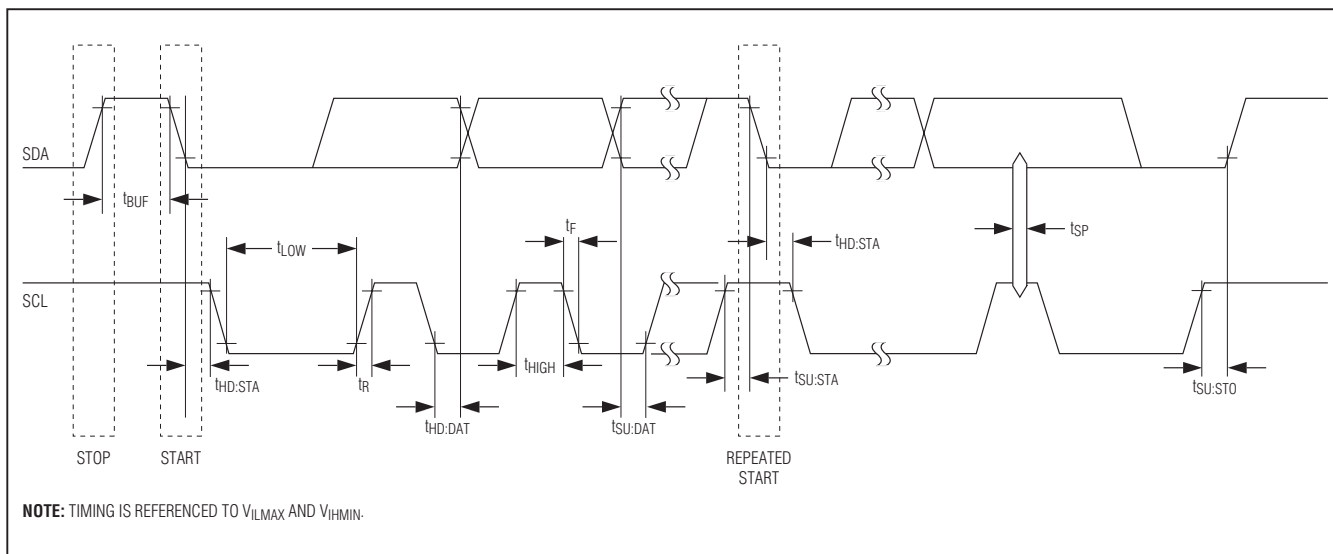 SDA
tBUF
tF
tHD:STA
tSP
tLOW
SCL
tHD:STA
tR
tHIGH
tSU:STA
tSU:STO
tHD:DAT
tSU:DAT
STOP
START
REPEATED
START
NOTE: TIMING IS REFERENCED TO VILMAX AND VIHMIN.